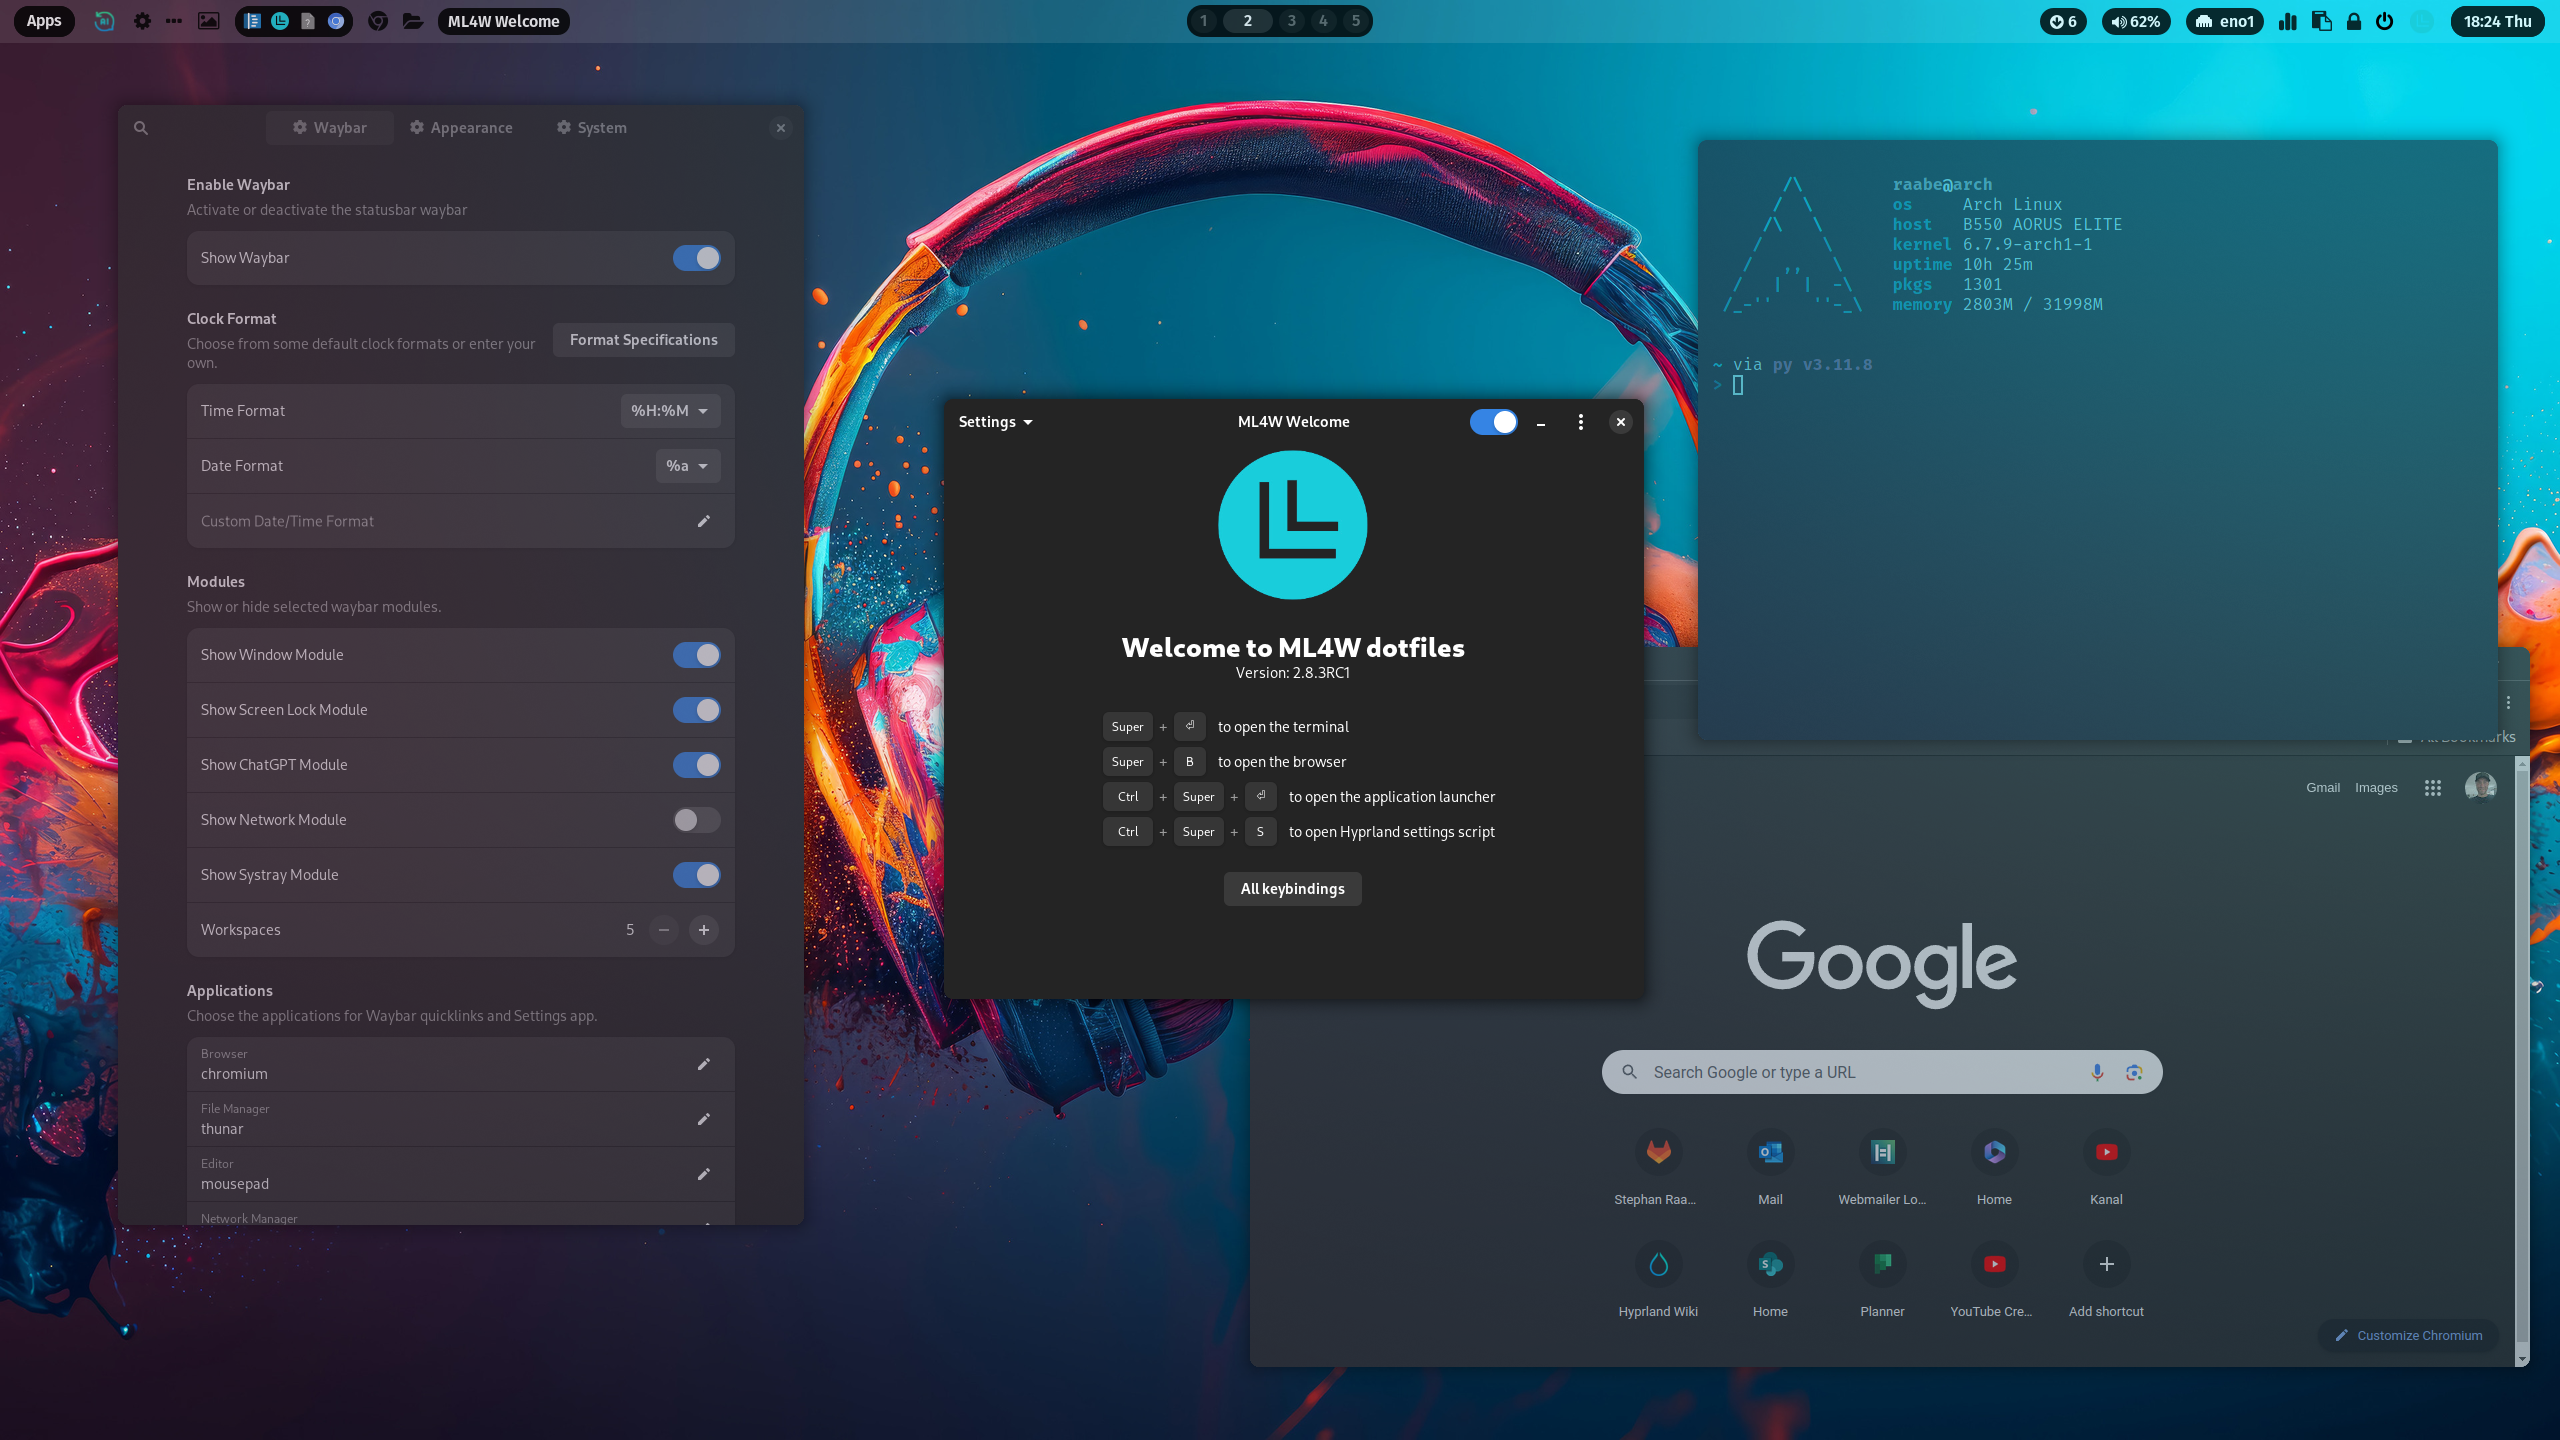 Apps
AI
ML4W Welcome
1 2 3 4 5
6
62%
eno1
18:24 Thu
Waybar
Appearance
System
Enable Waybar
Activate or deactivate the statusbar waybar
Show Waybar
Clock Format
Choose from some default clock formats or enter your
own.
Format Specifications
Time Format
%H:%M
Date Format
%a
Custom Date/Time Format
Modules
Show or hide selected waybar modules.
Show Window Module
Show Screen Lock Module
Show ChatGPT Module
Show Network Module
Show Systray Module
Workspaces
5
Applications
Choose the applications for Waybar quicklinks and Settings app.
Browser
chromium
File Manager
thunar
Editor
mousepad
Network Manager
Settings
ML4W Welcome
Welcome to ML4W dotfiles
Version: 2.8.3RC1
Super + ⏎ to open the terminal
Super + B to open the browser
Ctrl + Super + ⏎ to open the application launcher
Ctrl + Super + S to open Hyprland settings script
All keybindings
raabe@arch
os Arch Linux
host B550 AORUS ELITE
kernel 6.7.9-arch1-1
uptime 10h 25m
pkgs 1301
memory 2803M / 31998M
~ via py v3.11.8
>
All Bookmarks
Gmail
Images
Google
Search Google or type a URL
Stephan Raa...
Mail
Webmailer Lo...
Home
Kanal
Hyprland Wiki
Home
Planner
YouTube Cre...
Add shortcut
Customize Chromium